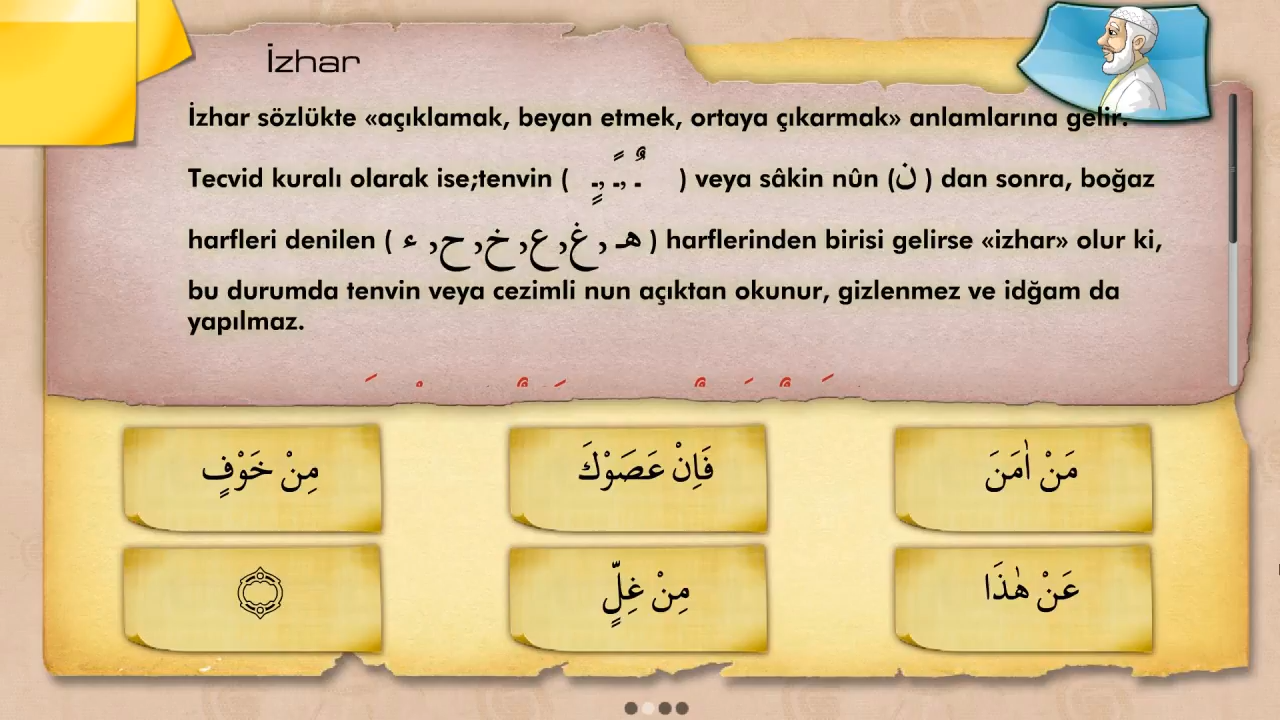 İzhar
İzhar sözlükte «açıklamak, beyan etmek, ortaya çıkarmak» anlamlarına gelir.
Tecvid kuralı olarak ise;tenvin ( ـٍ, ـً, ـٌ ) veya sâkin nûn (ن ) dan sonra, boğaz
harfleri denilen ( ء ,ح ,خ ,ع ,غ ,هـ ) harflerinden birisi gelirse «izhar» olur ki,
bu durumda tenvin veya cezimli nun açıktan okunur, gizlenmez ve idğam da
yapılmaz.
مَنْ اٰمَنَ
فَاِنْ عَصَوْكَ
مِنْ خَوْفٍ
عَنْ هٰذَا
مِنْ غِلٍّ